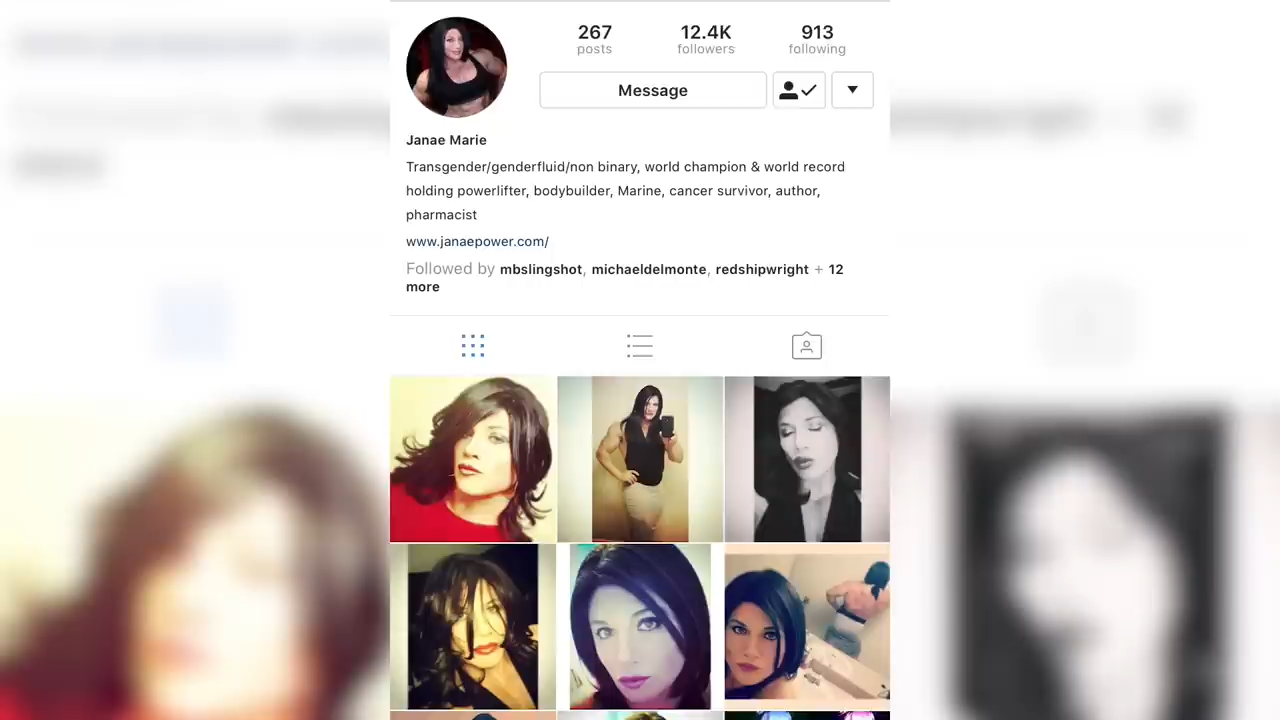 267 12.4K 913
posts followers following
Message
Janae Marie
Transgender/genderfluid/non binary, world champion & world record
holding powerlifter, bodybuilder, Marine, cancer survivor, author,
pharmacist
www.janaepower.com/
Followed by mbslingshot, michaeldelmonte, redshipwright + 12
more